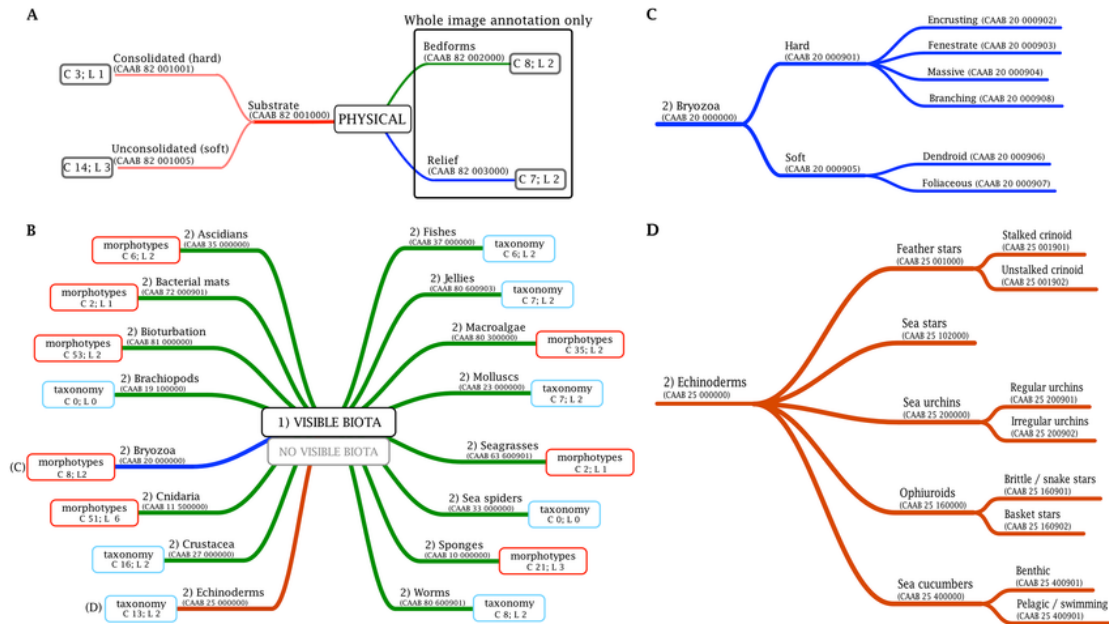 A
Whole image annotation only
Consolidated (hard)
(CAAB 82 001001)
C 3; L 1
Bedforms
(CAAB 82 002000)
C 8; L 2
Substrate
(CAAB 82 001000)
PHYSICAL
Unconsolidated (soft)
(CAAB 82 001005)
C 14; L 3
Relief
(CAAB 82 003000)
C 7; L 2
B
morphotypes
C 6; L 2
2) Ascidians
(CAAB 35 000000)
morphotypes
C 2; L 1
2) Bacterial mats
(CAAB 72 000901)
morphotypes
C 53; L 2
2) Bioturbation
(CAAB 81 000000)
taxonomy
C 0; L 0
2) Brachiopods
(CAAB 19 100000)
(C)
morphotypes
C 8; L2
2) Bryozoa
(CAAB 20 000000)
morphotypes
C 51; L 6
2) Cnidaria
(CAAB 11 500000)
taxonomy
C 16; L 2
2) Crustacea
(CAAB 27 000000)
(D)
taxonomy
C 13; L 2
2) Echinoderms
(CAAB 25 000000)
1) VISIBLE BIOTA
NO VISIBLE BIOTA
2) Fishes
(CAAB 37 000000)
taxonomy
C 6; L 2
2) Jellies
(CAAB 80 600903)
taxonomy
C 7; L 2
2) Macroalgae
(CAAB 80 300000)
morphotypes
C 35; L 2
2) Molluscs
(CAAB 23 000000)
taxonomy
C 7; L 2
2) Seagrasses
(CAAB 63 600901)
morphotypes
C 2; L 1
2) Sea spiders
(CAAB 33 000000)
taxonomy
C 0; L 0
2) Sponges
(CAAB 10 000000)
morphotypes
C 21; L 3
2) Worms
(CAAB 80 600901)
taxonomy
C 8; L 2
C
2) Bryozoa
(CAAB 20 000000)
Hard
(CAAB 20 000901)
Encrusting (CAAB 20 000902)
Fenestrate (CAAB 20 000903)
Massive (CAAB 20 000904)
Branching (CAAB 20 000908)
Soft
(CAAB 20 000905)
Dendroid (CAAB 20 000906)
Foliaceous (CAAB 20 000907)
D
2) Echinoderms
(CAAB 25 000000)
Feather stars
(CAAB 25 001000)
Stalked crinoid
(CAAB 25 001901)
Unstalked crinoid
(CAAB 25 001902)
Sea stars
(CAAB 25 102000)
Sea urchins
(CAAB 25 200000)
Regular urchins
(CAAB 25 200901)
Irregular urchins
(CAAB 25 200902)
Ophiuroids
(CAAB 25 160000)
Brittle / snake stars
(CAAB 25 160901)
Basket stars
(CAAB 25 160902)
Sea cucumbers
(CAAB 25 400000)
Benthic
(CAAB 25 400901)
Pelagic / swimming
(CAAB 25 400901)